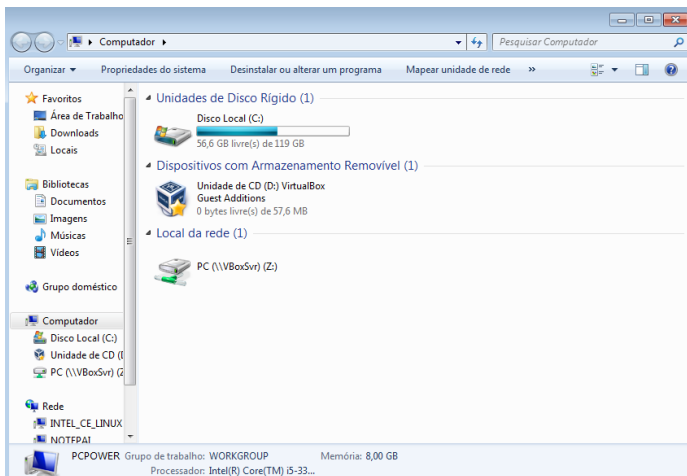 Computador
Pesquisar Computador
Organizar Propriedades do sistema Desinstalar ou alterar um programa Mapear unidade de rede »
Favoritos
Área de Trabalho
Downloads
Locais
Bibliotecas
Documentos
Imagens
Músicas
Vídeos
Grupo doméstico
Computador
Disco Local (C:)
Unidade de CD (
PC (\\VBoxSvr) (Z
Rede
INTEL_CE_LINUX
NOTEPAI
Unidades de Disco Rígido (1)
Disco Local (C:)
56,6 GB livre(s) de 119 GB
Dispositivos com Armazenamento Removível (1)
Unidade de CD (D:) VirtualBox
Guest Additions
0 bytes livre(s) de 57,6 MB
Local da rede (1)
PC (\\VBoxSvr) (Z:)
PCPOWER Grupo de trabalho: WORKGROUP Memória: 8,00 GB
Processador: Intel(R) Core(TM) i5-33...